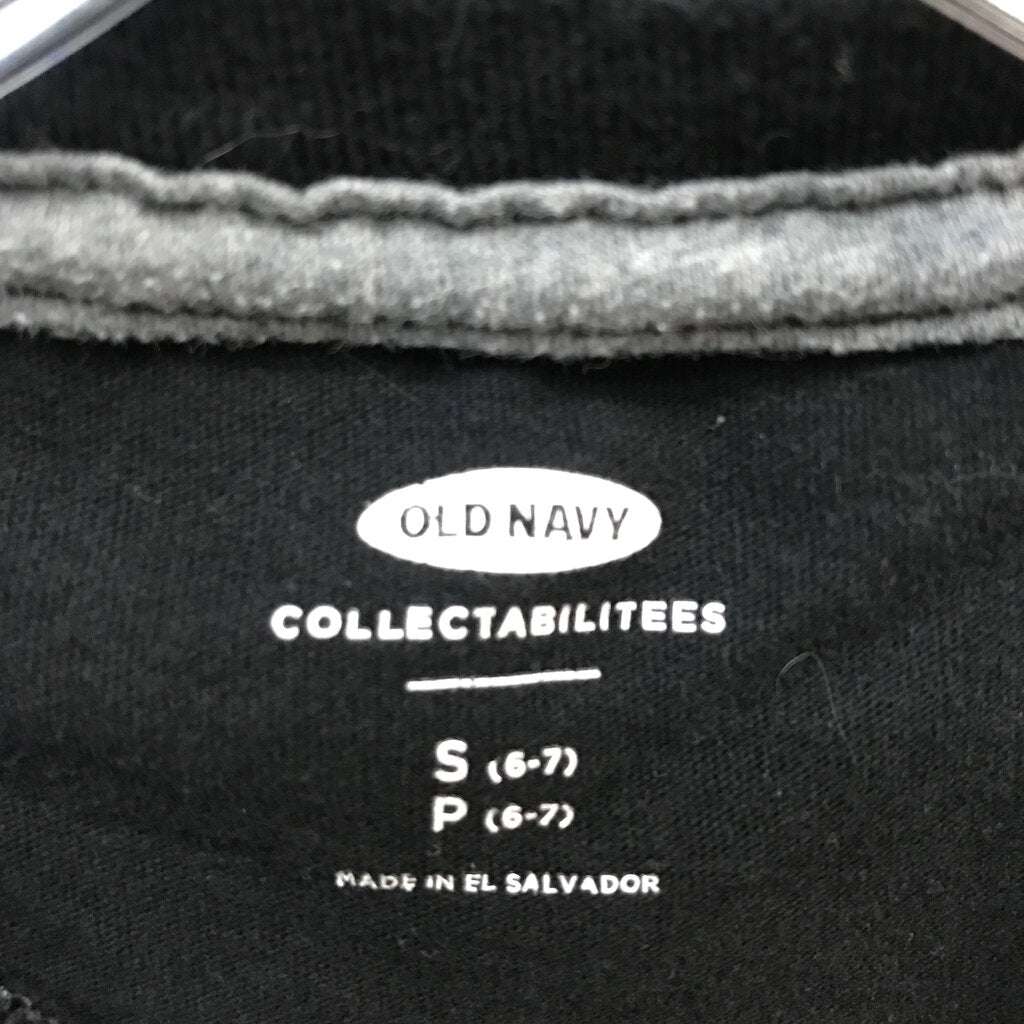 OLD NAVY
COLLECTABILITEES
S (6-7)
P (6-7)
MADE IN EL SALVADOR